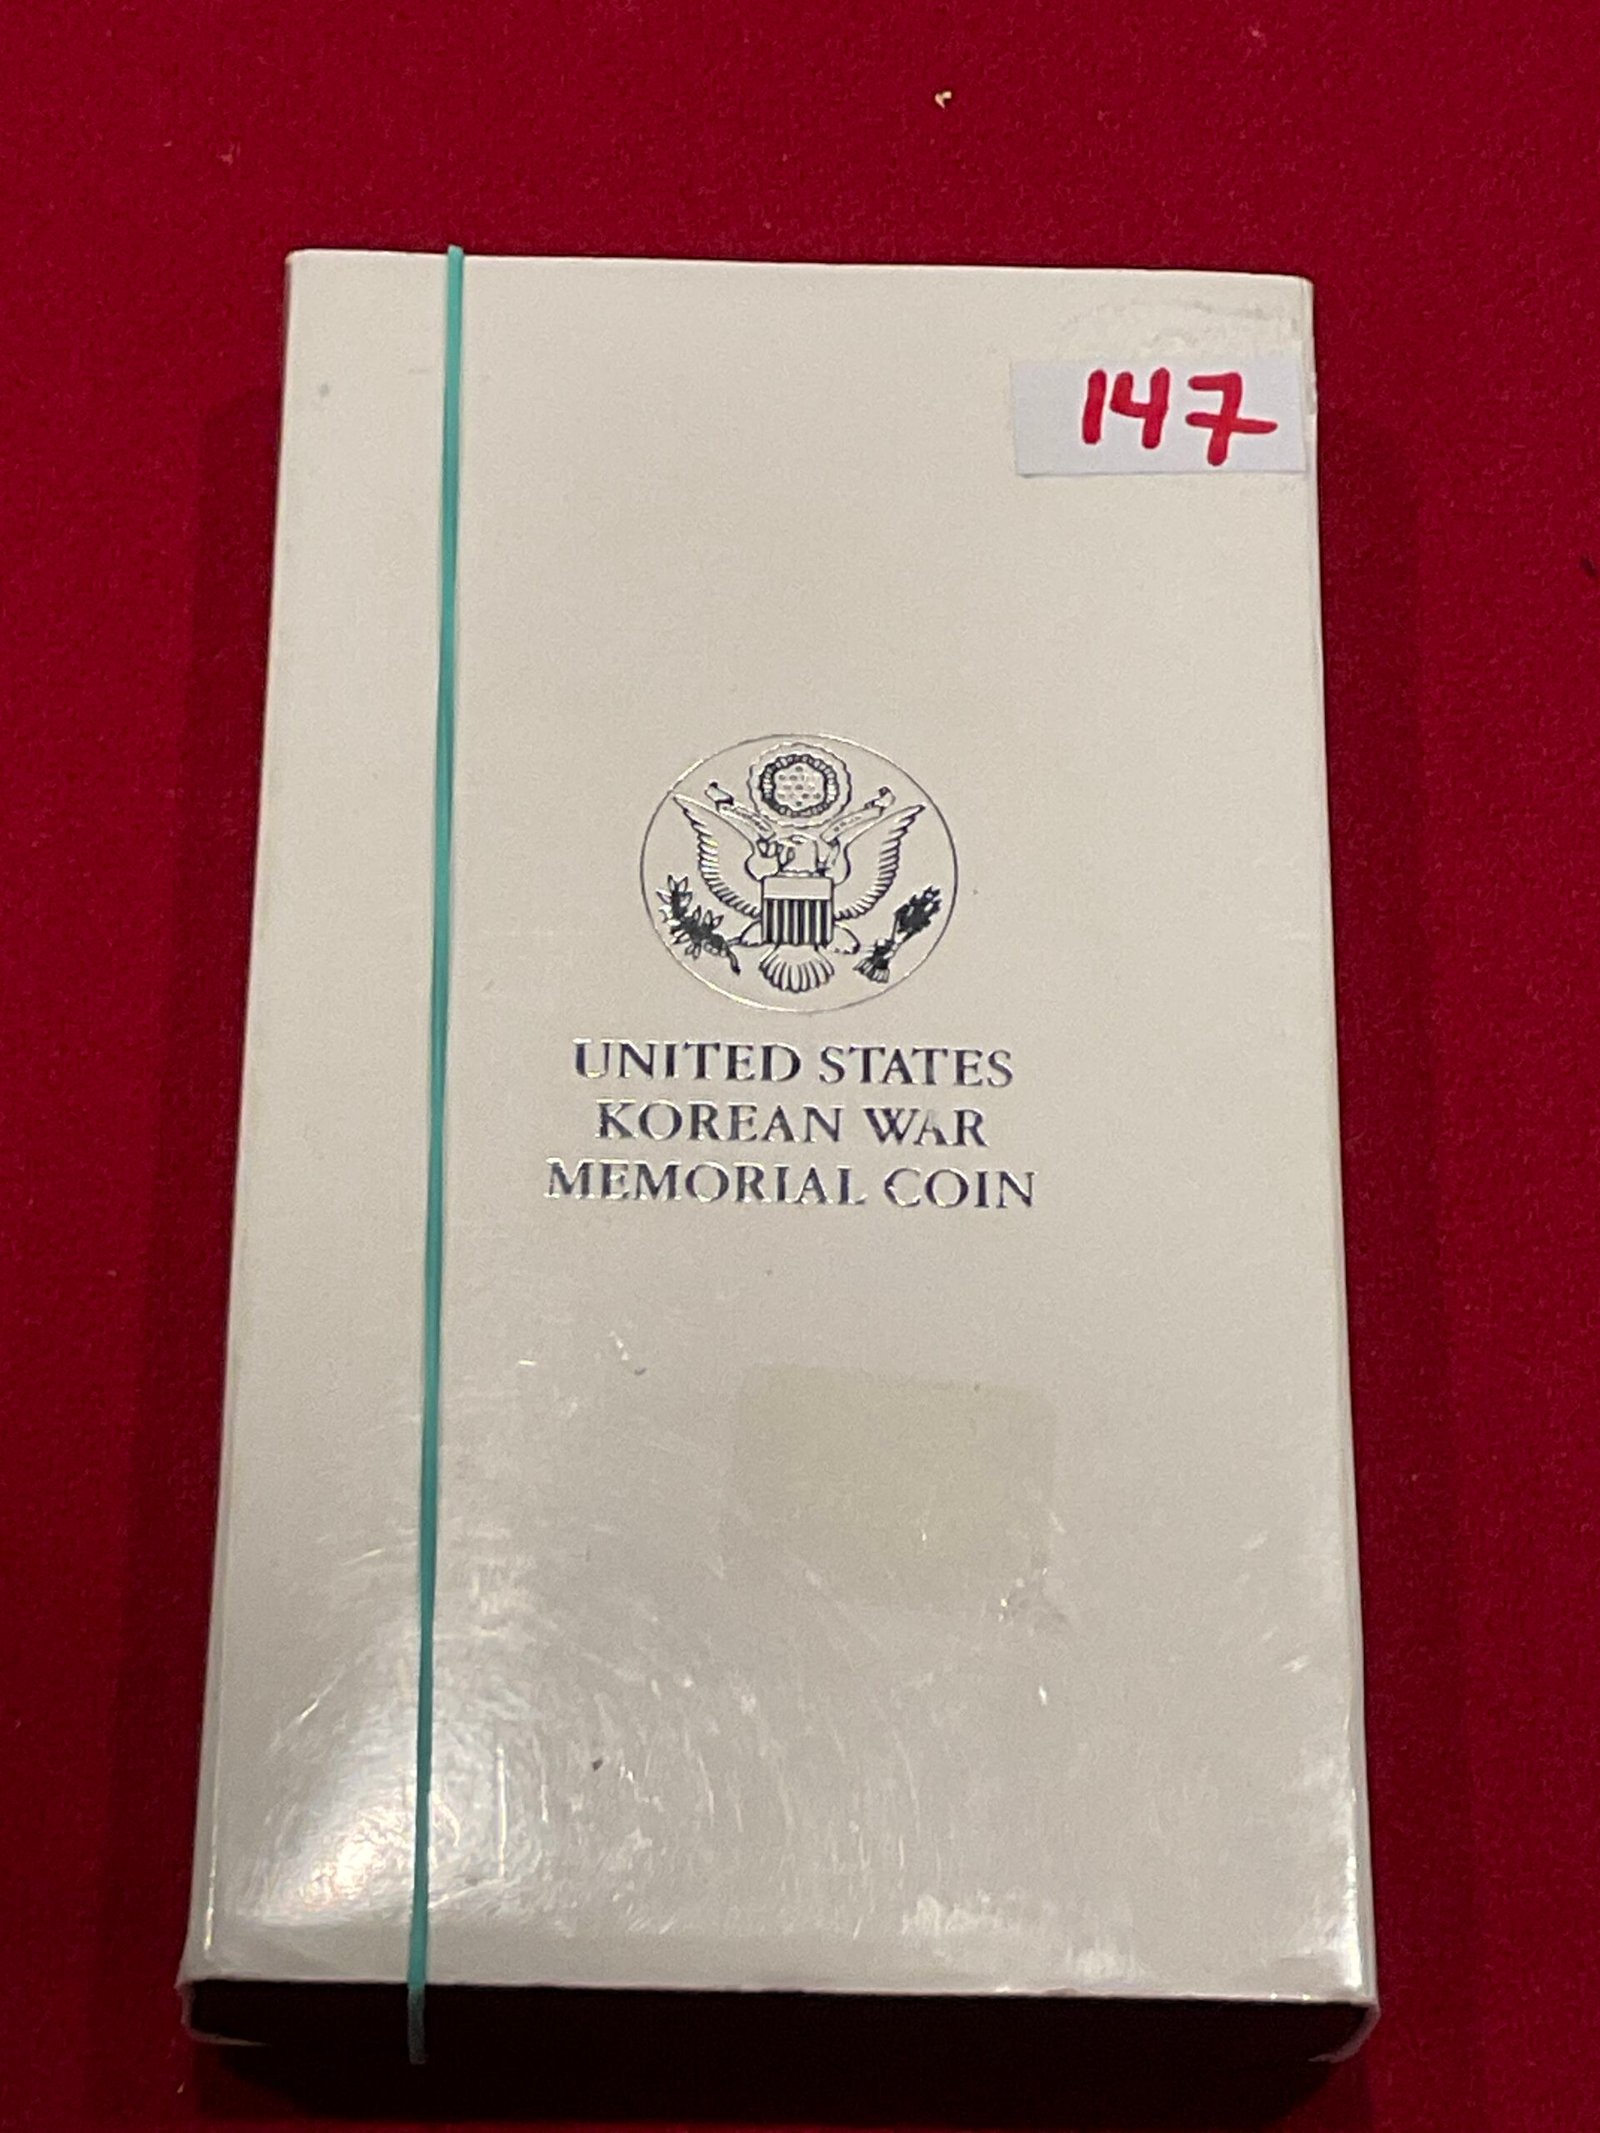 147
UNITED STATES
KOREAN WAR
MEMORIAL COIN